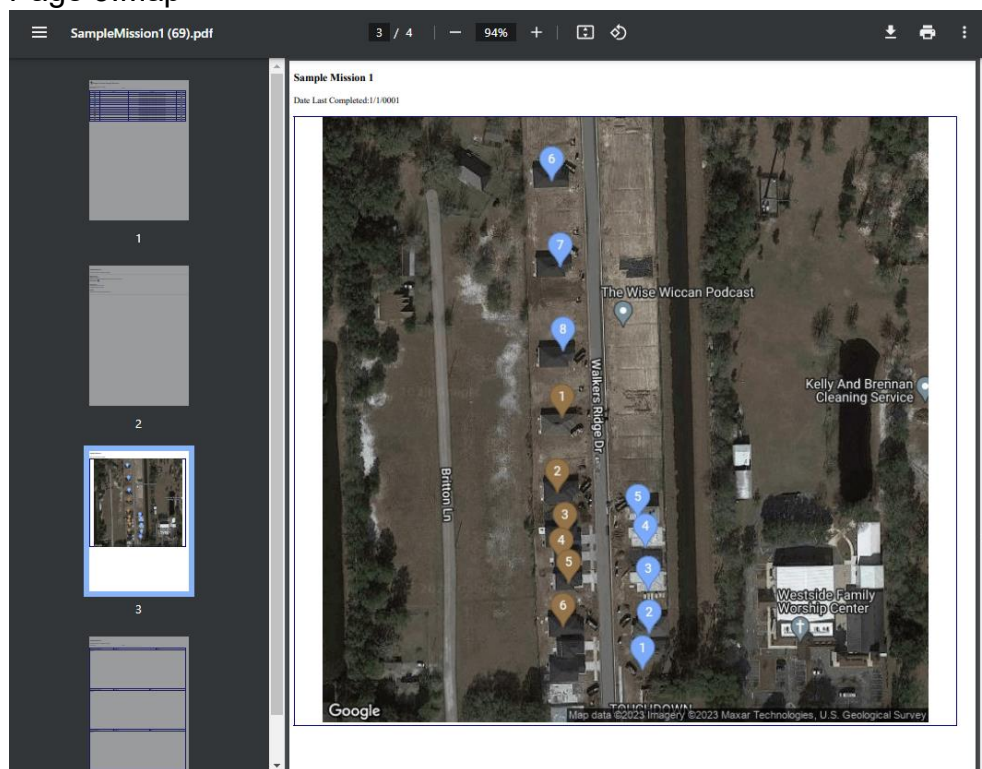 Page 3.Map
SampleMission1 (69).pdf
3 / 4
94%
1
2
3
Sample Mission 1
Date Last Completed:1/1/0001
6
7
The Wise Wiccan Podcast
8
Walkers Ridge Dr
Kelly And Brennan
Cleaning Service
1
2
Britton Ln
5
3
4
4
5
3
Westside Family
Worship Center
6
2
1
TOUCHDOWN
Google
Map data ©2023 Imagery ©2023 Maxar Technologies, U.S. Geological Survey